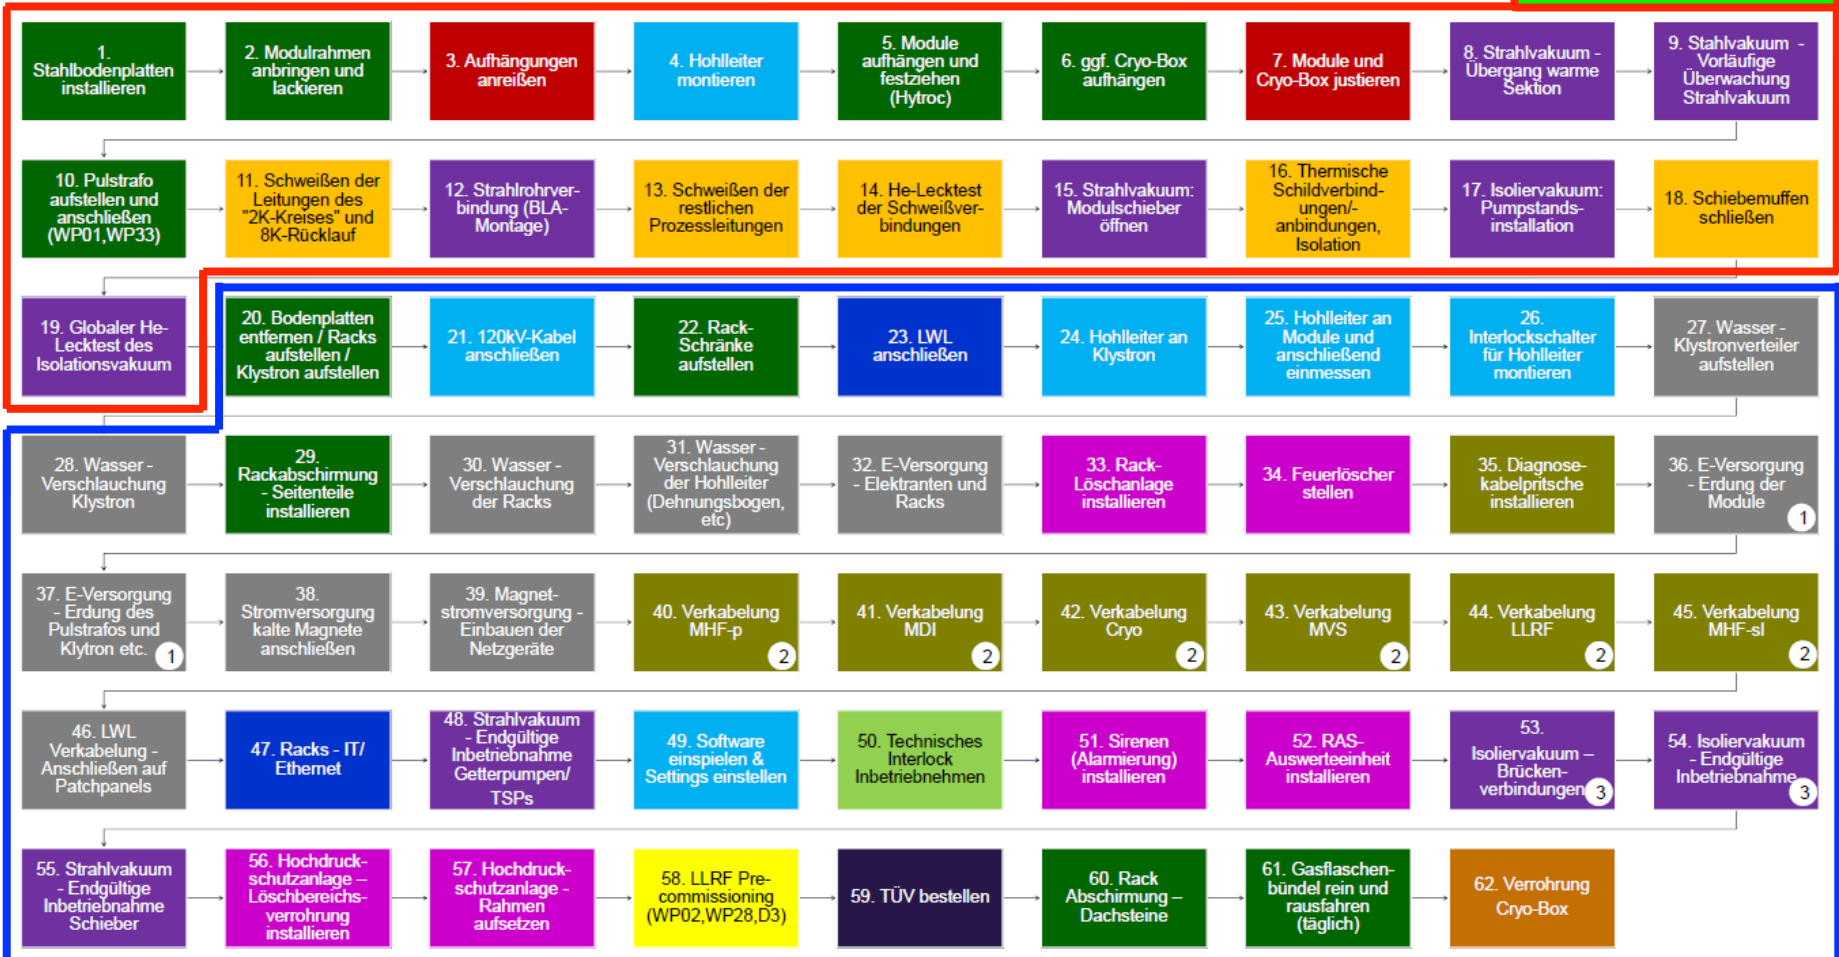 1.
Stahlbodenplatten
installieren
2. Modulrahmen
anbringen und
lackieren
3. Aufhängungen
anreißen
4. Hohlleiter
montieren
5. Module
aufhängen und
festziehen
(Hytroc)
6. ggf. Cryo-Box
aufhängen
7. Module und
Cryo-Box justieren
8. Strahlvakuum -
Übergang warme
Sektion
9. Stahlvakuum -
Vorläufige
Überwachung
Strahlvakuum
10. Pulstrafo
aufstellen und
anschließen
(WP01,WP33)
11. Schweißen der
Leitungen des
"2K-Kreises" und
8K-Rücklauf
12. Strahlrohrver-
bindung (BLA-
Montage)
13. Schweißen der
restlichen
Prozessleitungen
14. He-Lecktest
der Schweißver-
bindungen
15. Strahlvakuum:
Modulschieber
öffnen
16. Thermische
Schildverbind-
ungen/-
anbindungen,
Isolation
17. Isoliervakuum:
Pumpstands-
installation
18. Schiebemuffen
schließen
19. Globaler He-
Lecktest des
Isolationsvakuum
20. Bodenplatten
entfernen / Racks
aufstellen /
Klystron aufstellen
21. 120kV-Kabel
anschließen
22. Rack-
Schränke
aufstellen
23. LWL
anschließen
24. Hohlleiter an
Klystron
25. Hohlleiter an
Module und
anschließend
einmessen
26.
Interlockschalter
für Hohlleiter
montieren
27. Wasser -
Klystronverteiler
aufstellen
28. Wasser -
Verschlauchung
Klystron
29.
Rackabschirmung
- Seitenteile
installieren
30. Wasser -
Verschlauchung
der Racks
31. Wasser -
Verschlauchung
der Hohlleiter
(Dehnungsbogen,
etc)
32. E-Versorgung
- Elektranten und
Racks
33. Rack-
Löschanlage
installieren
34. Feuerlöscher
stellen
35. Diagnose-
kabelpritsche
installieren
36. E-Versorgung
- Erdung der
Module
1
37. E-Versorgung
- Erdung des
Pulstrafos und
Klytron etc.
1
38.
Stromversorgung
kalte Magnete
anschließen
39. Magnet-
stromversorgung -
Einbauen der
Netzgeräte
40. Verkabelung
MHF-p
2
41. Verkabelung
MDI
2
42. Verkabelung
Cryo
2
43. Verkabelung
MVS
2
44. Verkabelung
LLRF
2
45. Verkabelung
MHF-sl
2
46. LWL
Verkabelung -
Anschließen auf
Patchpanels
47. Racks - IT/
Ethernet
48. Strahlvakuum
- Endgültige
Inbetriebnahme
Getterpumpen/
TSPs
49. Software
einspielen &
Settings einstellen
50. Technisches
Interlock
Inbetriebnehmen
51. Sirenen
(Alarmierung)
installieren
52. RAS-
Auswerteeinheit
installieren
53.
Isoliervakuum –
Brücken-
verbindungen
3
54. Isoliervakuum
- Endgültige
Inbetriebnahme
3
55. Strahlvakuum
- Endgültige
Inbetriebnahme
Schieber
56. Hochdruck-
schutzanlage –
Löschbereichs-
verrohrung
installieren
57. Hochdruck-
schutzanlage -
Rahmen
aufsetzen
58. LLRF Pre-
commissioning
(WP02,WP28,D3)
59. TÜV bestellen
60. Rack
Abschirmung –
Dachsteine
61. Gasflaschen-
bündel rein und
rausfahren
(täglich)
62. Verrohrung
Cryo-Box